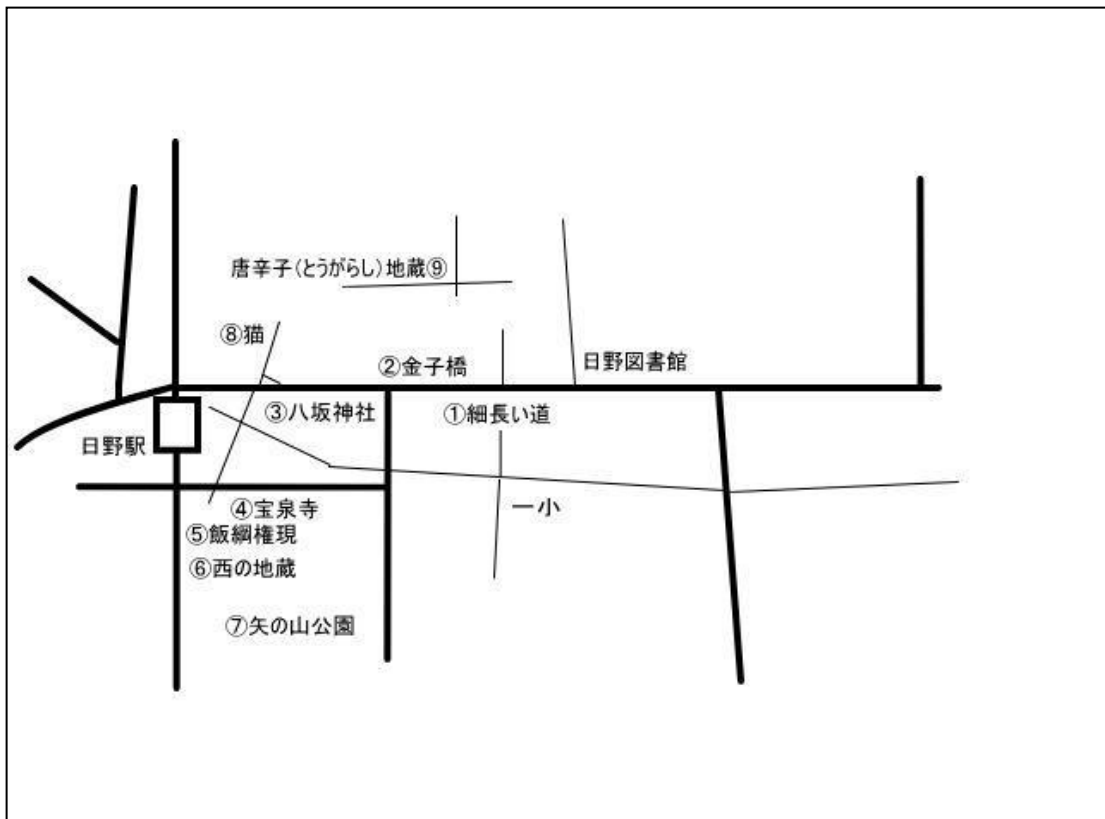 唐辛子(とうがらし)地蔵⑨
⑧猫
②金子橋
日野図書館
③八坂神社
①細長い道
日野駅
④宝泉寺
一小
⑤飯綱権現
⑥西の地蔵
⑦矢の山公園